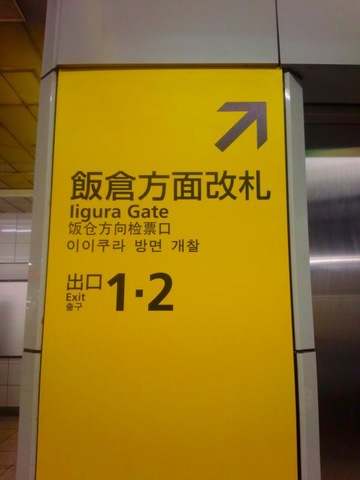 飯倉方面改札
Iigura Gate
饭仓方向检票口
이이쿠라 방면 개찰
出口
Exit
출구
1·2